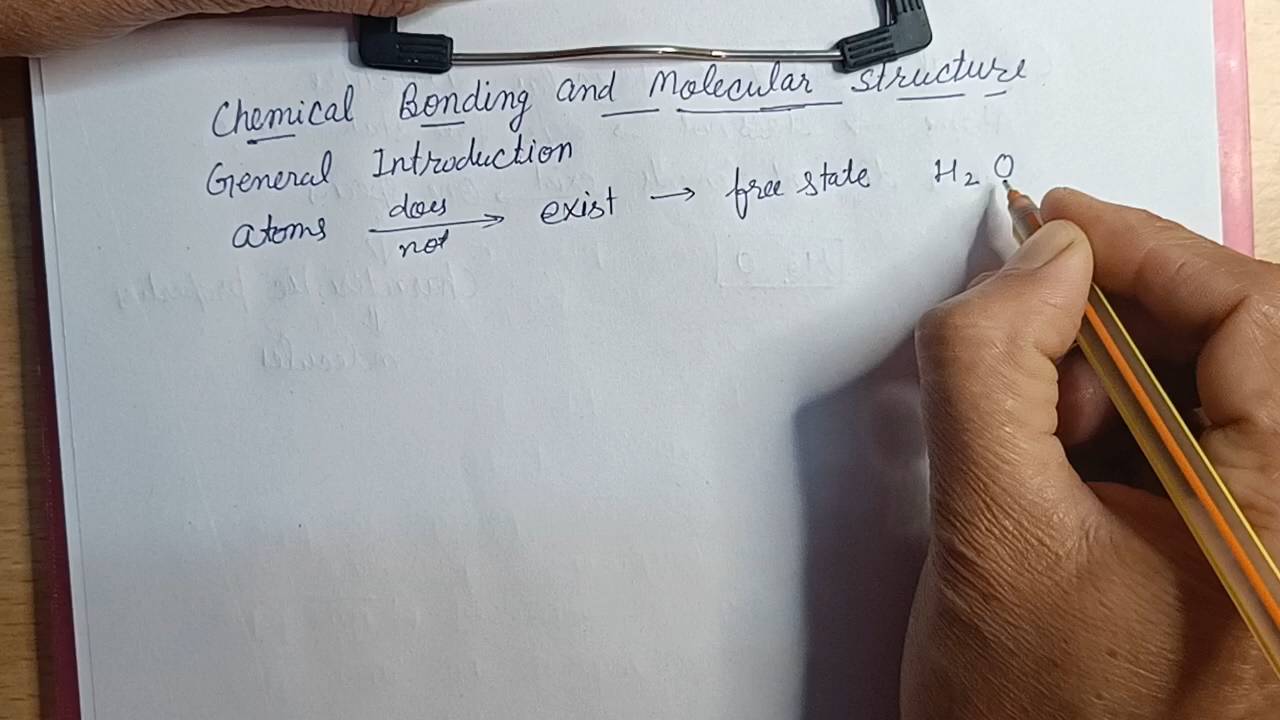 Chemical Bonding and Molecular structure
General Introduction
atoms does not → exist → free state H2O